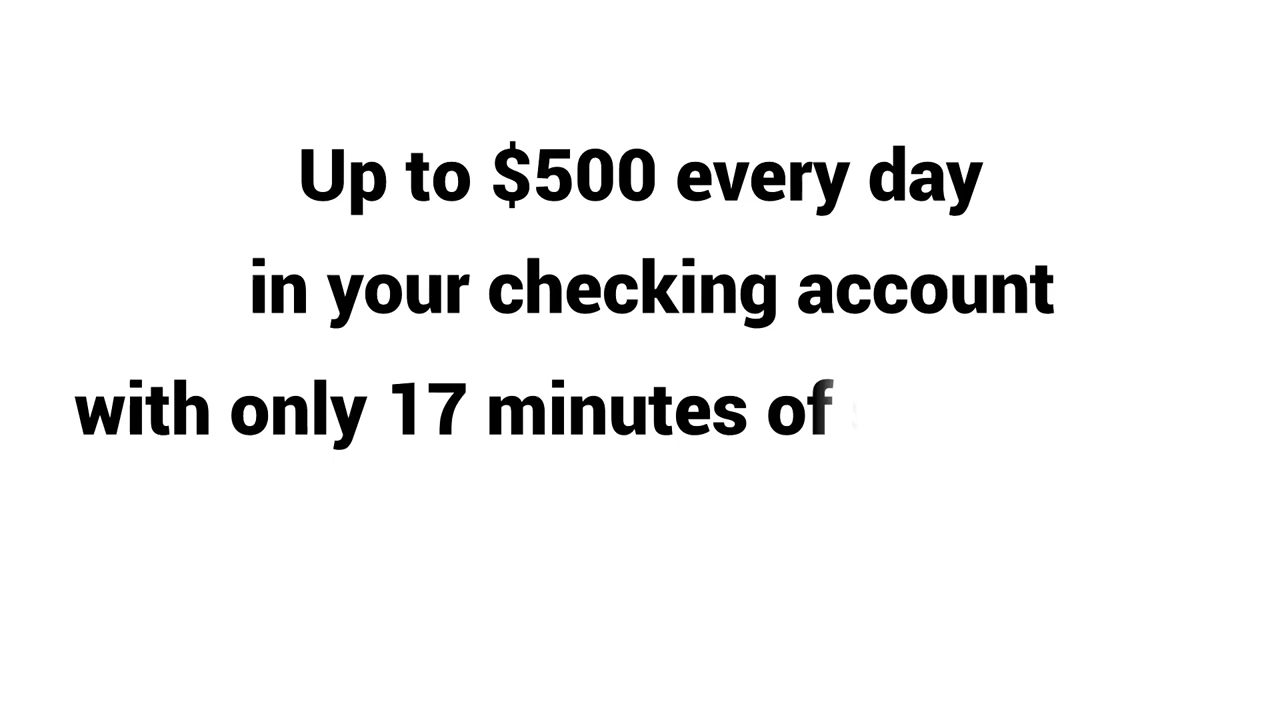 Up to $500 every day
in your checking account
with only 17 minutes of